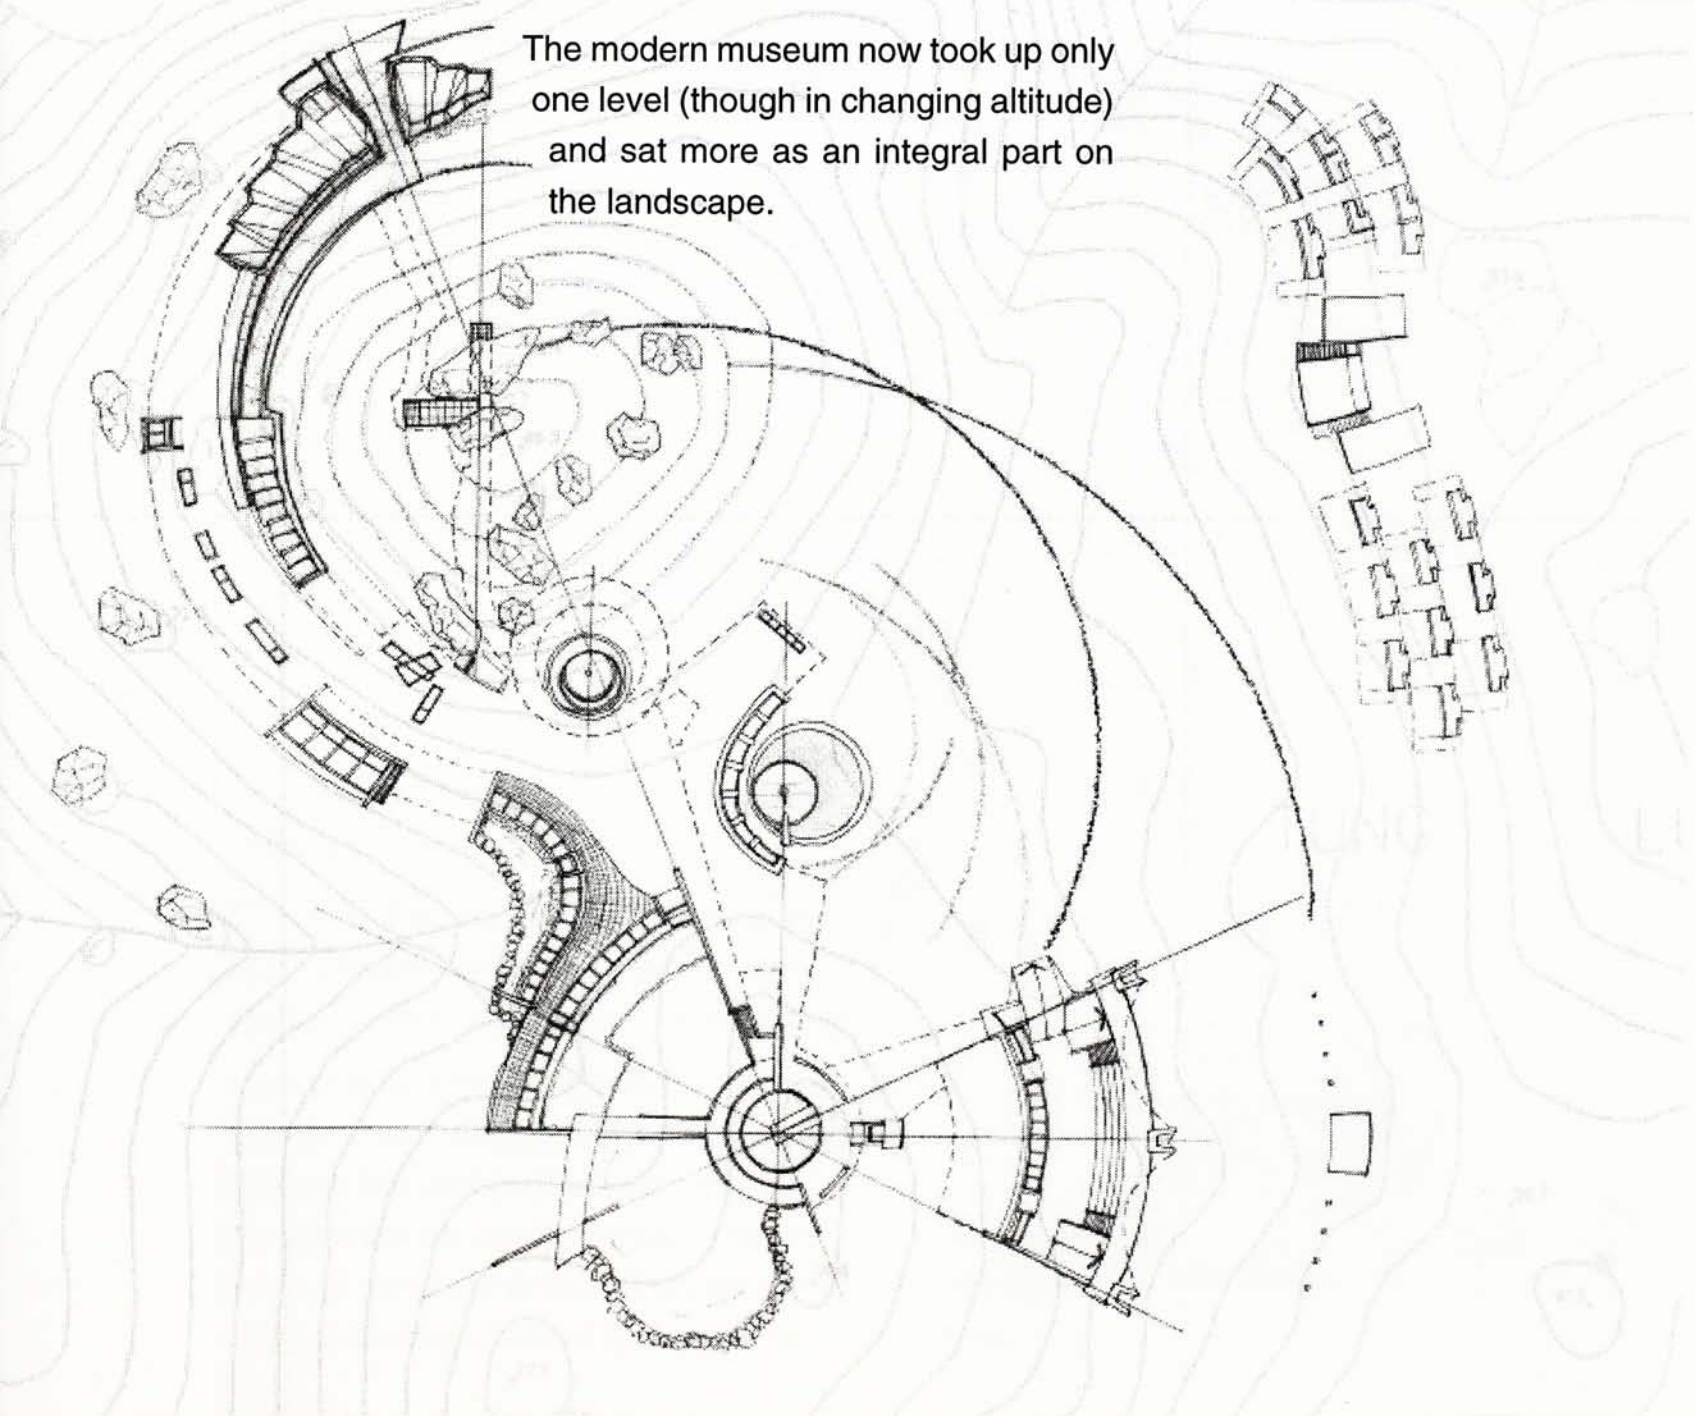 The modern museum now took up only
one level (though in changing altitude)
and sat more as an integral part on
the landscape.